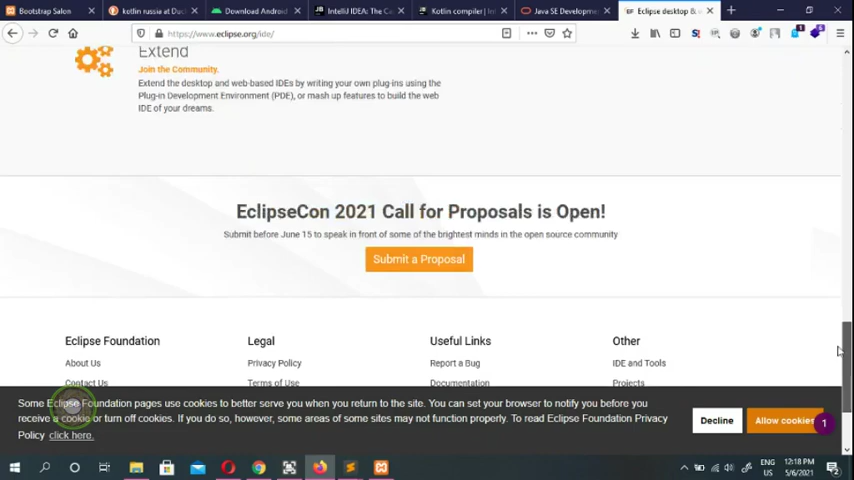 Bootstrap Salon
kotlin russia at Duc
Download Android
IntelliJ IDEA: The Ca
Kotlin compiler | In
Java SE Developmen
Eclipse desktop & w
https://www.eclipse.org/ide/
Extend
Join the Community.
Extend the desktop and web-based IDEs by writing your own plug-ins using the
Plug-in Development Environment (PDE), or mash up features to build the web
IDE of your dreams.
EclipseCon 2021 Call for Proposals is Open!
Submit before June 15 to speak in front of some of the brightest minds in the open source community
Submit a Proposal
Eclipse Foundation
Legal
Useful Links
Other
About Us
Privacy Policy
Report a Bug
IDE and Tools
Contact Us
Terms of Use
Documentation
Projects
Some Eclipse Foundation pages use cookies to better serve you when you return to the site. You can set your browser to notify you before you
receive a cookie or turn off cookies. If you do so, however, some areas of some sites may not function properly. To read Eclipse Foundation Privacy
Policy click here.
Decline
Allow cookies
1
ENG
US
12:18 PM
5/6/2021
2